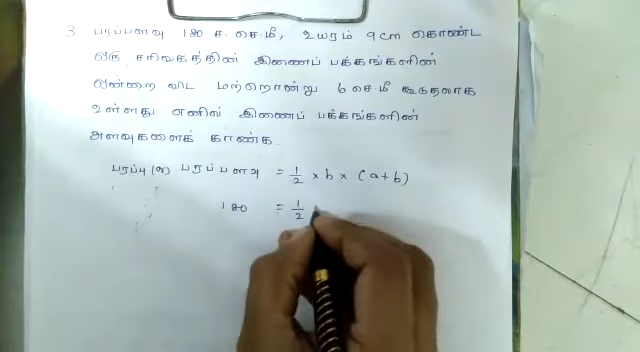 3 பரப்பளவு 180 ச.செ.மீ, உயரம் 9cm கொண்ட
ஒரு சரிவகத்தின் இணைப் பக்கங்களின்
ஒன்றை விட மற்றொன்று 6 செ.மீ கூடுதலாக
உள்ளது எனில் இணைப் பக்கங்களின்
அளவுகளைக் காண்க.
பரப்பு (அ) பரப்பளவு = 1/2 × h × (a+b)
180 = 1/2